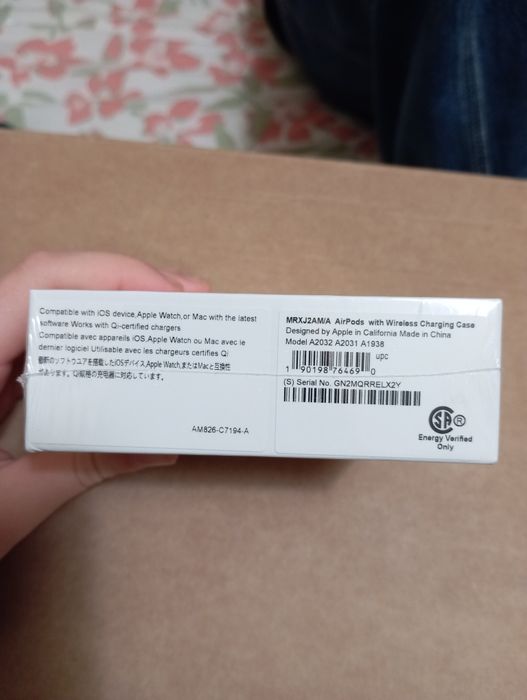 Compatible with iOS device,Apple Watch,or Mac with the latest
software Works with Qi-certified chargers
Compatible avec appareils iOS,Apple Watch ou Mac avec le
dernier logiciel Utilisable avec les chargeurs certifies Qi
最新のソフトウユアを搭載したiOSデバイス,Apple Watch,またはMacと互換性
があります。Qi規格の充電器に対応しています。
AM826-C7194-A
MRXJ2AM/A AirPods with Wireless Charging Case
Designed by Apple in California Made in China
Model A2032 A2031 A1938
upc
1 90198 76469 0
(S) Serial No. GN2MQRRELX2Y
SA ®
Energy Verified
Only